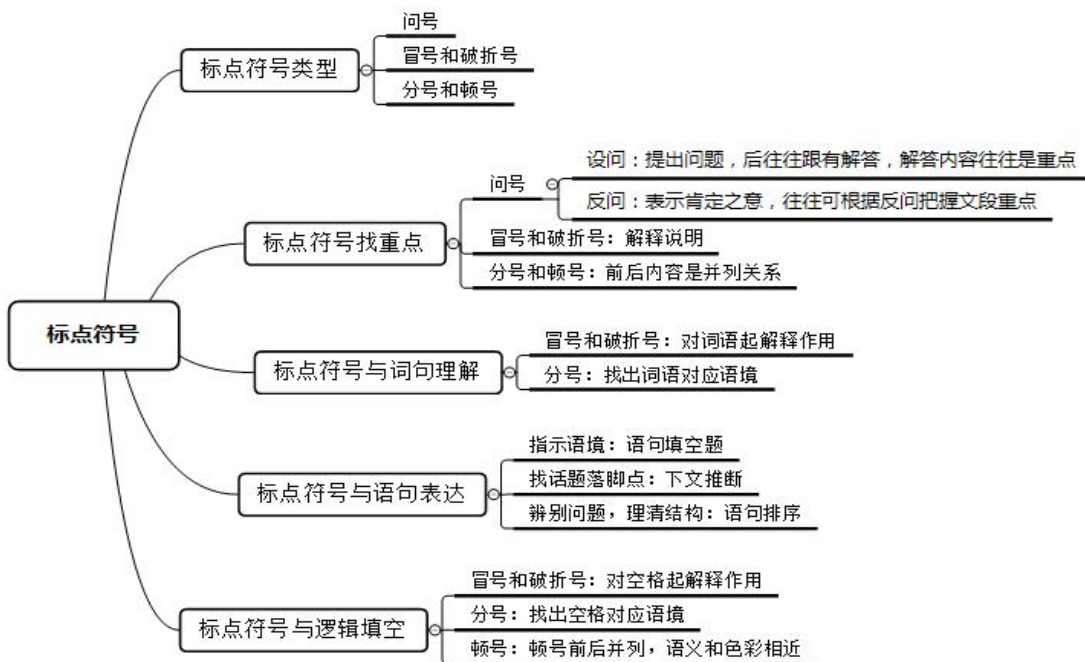 标点符号
标点符号类型
问号
冒号和破折号
分号和顿号
标点符号找重点
问号
设问：提出问题，后往往跟有解答，解答内容往往是重点
反问：表示肯定之意，往往可根据反问把握文段重点
冒号和破折号：解释说明
分号和顿号：前后内容是并列关系
标点符号与词句理解
冒号和破折号：对词语起解释作用
分号：找出词语对应语境
标点符号与语句表达
指示语境：语句填空题
找话题落脚点：下文推断
辨别问题，理清结构：语句排序
标点符号与逻辑填空
冒号和破折号：对空格起解释作用
分号：找出空格对应语境
顿号：顿号前后并列，语义和色彩相近